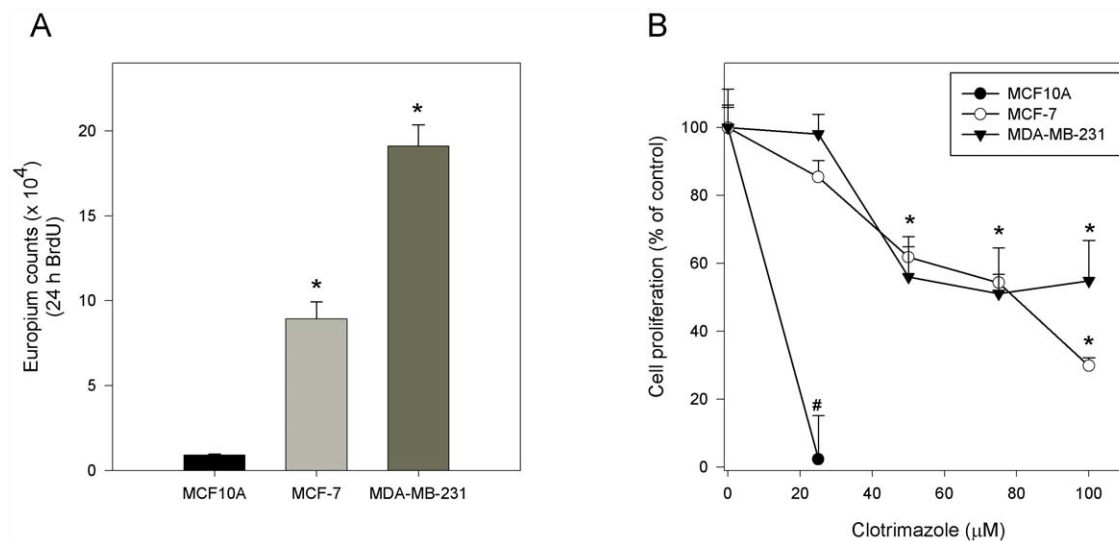 A
Europium counts (x 10⁴)
(24 h BrdU)
20
15
10
5
0
*
*
MCF10A MCF-7 MDA-MB-231
B
Cell proliferation (% of control)
100
80
60
40
20
0
MCF10A
MCF-7
MDA-MB-231
* * *
*
#
0 20 40 60 80 100
Clotrimazole (µM)